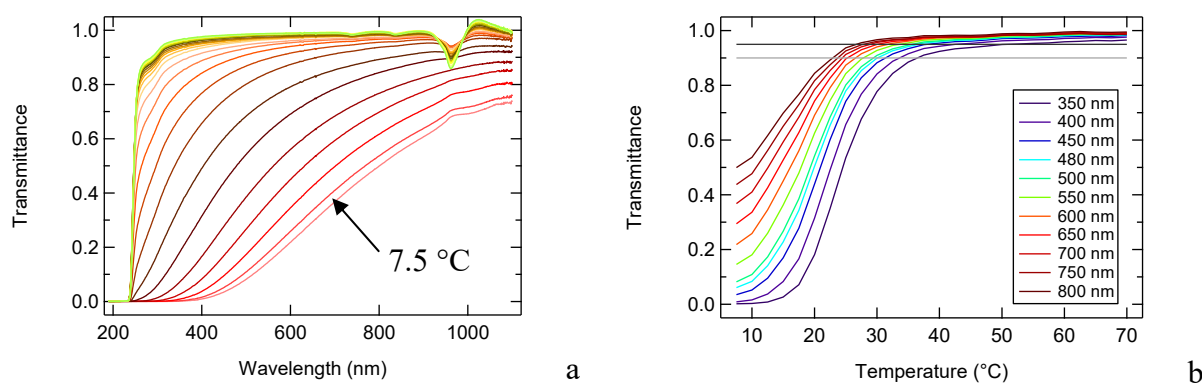 1.0
0.8
0.6
0.4
0.2
0.0
Transmittance
200 400 600 800 1000
Wavelength (nm)
7.5 °C
a
1.0
0.8
0.6
0.4
0.2
0.0
Transmittance
10 20 30 40 50 60 70
Temperature (°C)
350 nm
400 nm
450 nm
480 nm
500 nm
550 nm
600 nm
650 nm
700 nm
750 nm
800 nm
b